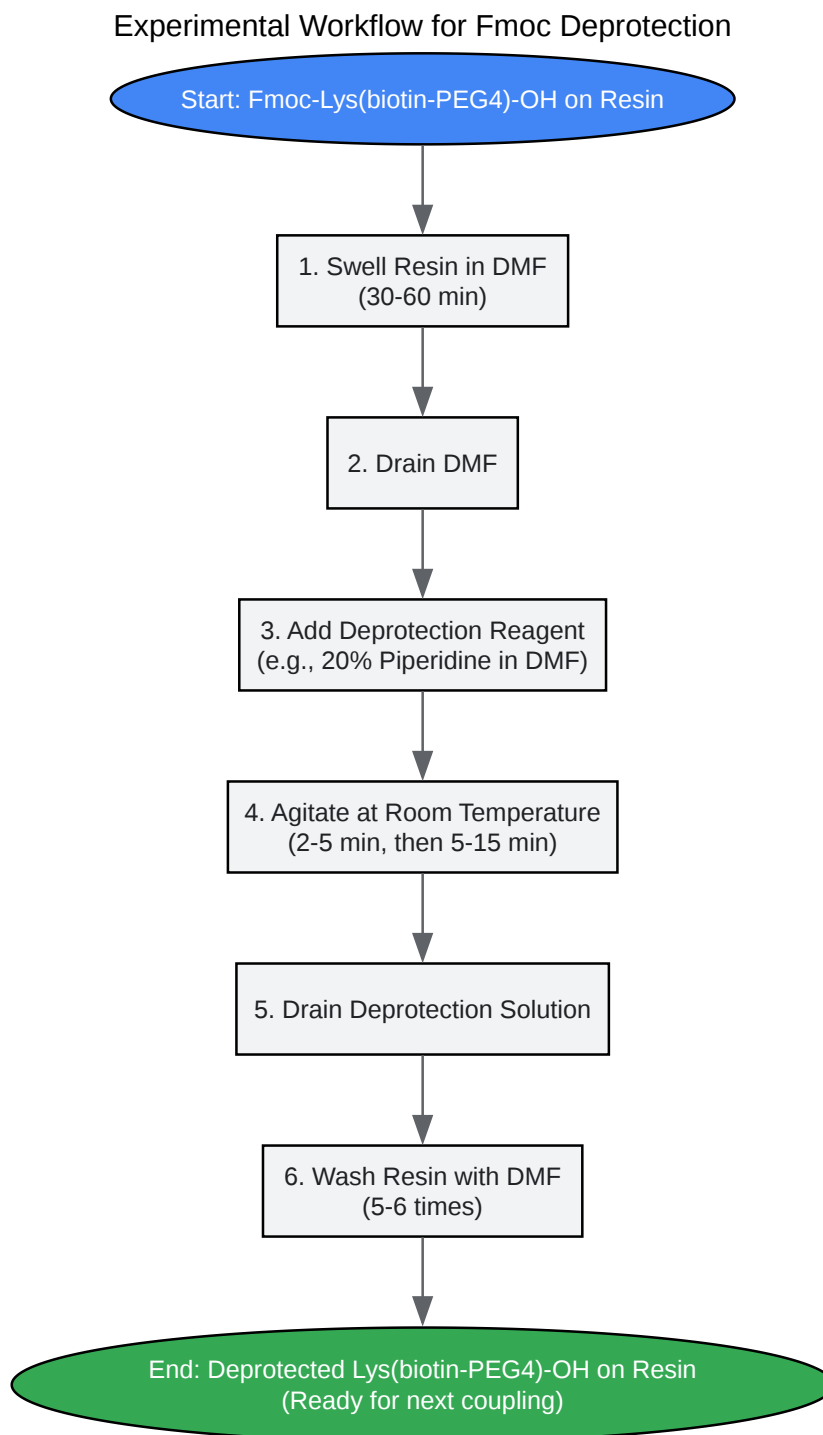 Experimental Workflow for Fmoc Deprotection
Start: Fmoc-Lys(biotin-PEG4)-OH on Resin
1. Swell Resin in DMF
(30-60 min)
2. Drain DMF
3. Add Deprotection Reagent
(e.g., 20% Piperidine in DMF)
4. Agitate at Room Temperature
(2-5 min, then 5-15 min)
5. Drain Deprotection Solution
6. Wash Resin with DMF
(5-6 times)
End: Deprotected Lys(biotin-PEG4)-OH on Resin
(Ready for next coupling)